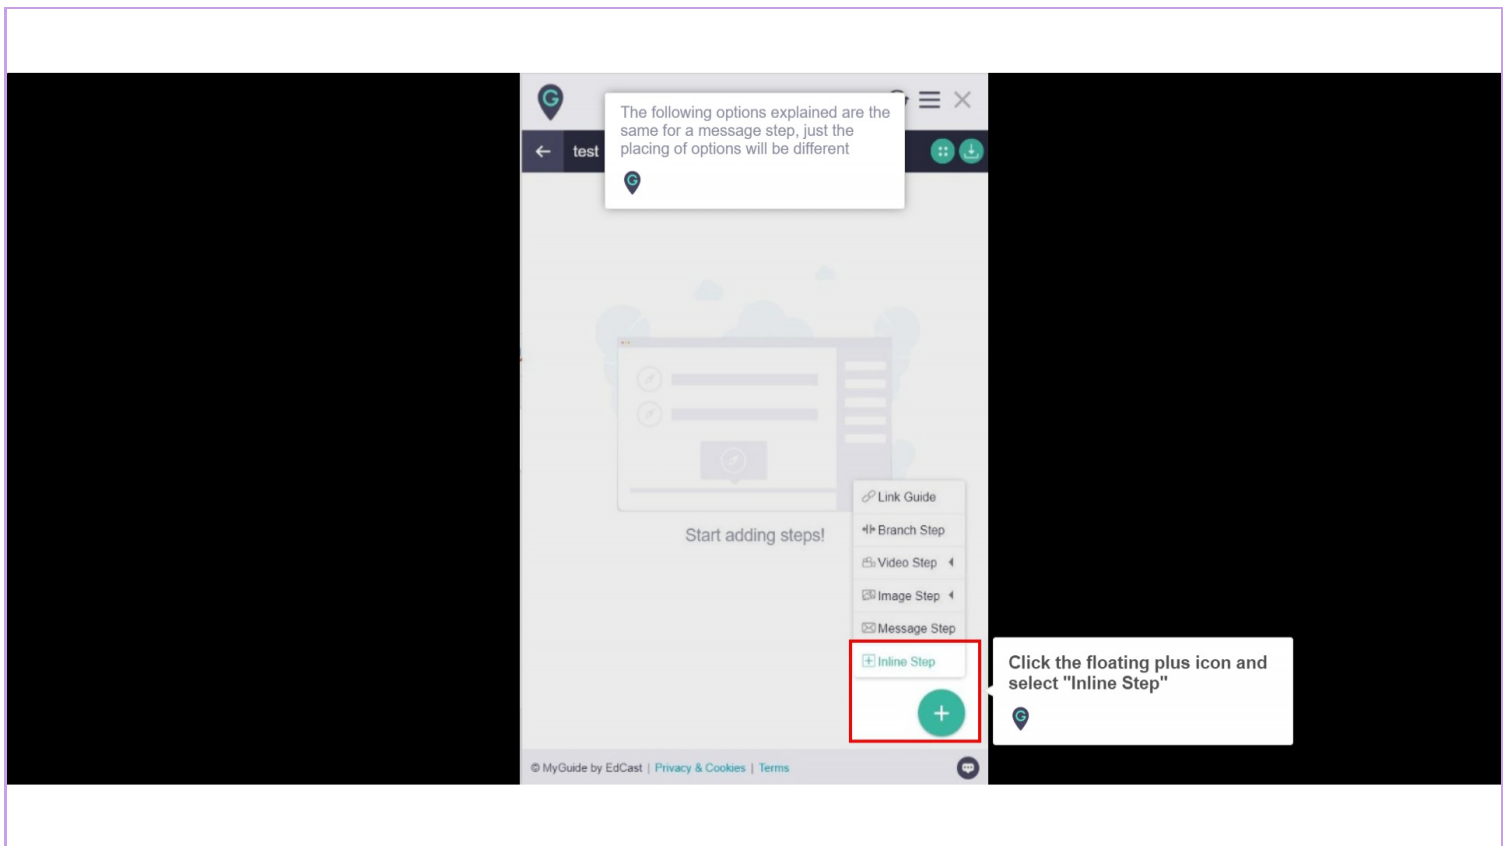 The following options explained are the
same for a message step, just the
placing of options will be different
test
Start adding steps!
Link Guide
Branch Step
Video Step
Image Step
Message Step
Inline Step
Click the floating plus icon and
select "Inline Step"
© MyGuide by EdCast | Privacy & Cookies | Terms